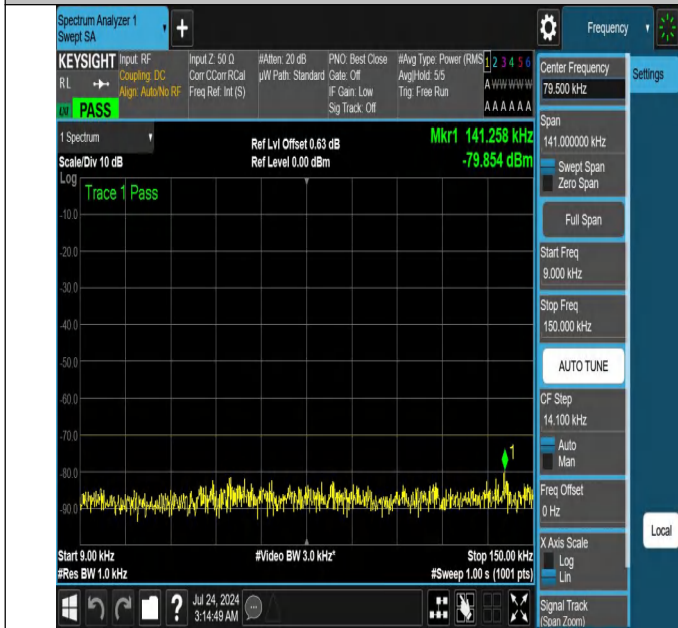 Spectrum Analyzer 1
Swept SA
Frequency
KEYSIGHT
RL
LXI
PASS
Input: RF
Coupling: DC
Align: Auto/No RF
Input Z: 50 Ω
Corr CCorr RCal
Freq Ref: Int (S)
#Atten: 20 dB
µW Path: Standard
PNO: Best Close
Gate: Off
IF Gain: Low
Sig Track: Off
#Avg Type: Power (RMS)
Avg|Hold: 5/5
Trig: Free Run
1 2 3 4 5 6
A W W W W W
A A A A A A
1 Spectrum
Scale/Div 10 dB
Ref Lvl Offset 0.63 dB
Ref Level 0.00 dBm
Mkr1 141.258 kHz
-79.854 dBm
Log
Trace 1 Pass
-10.0
-20.0
-30.0
-40.0
-50.0
-60.0
-70.0
-80.0
-90.0
1
Start 9.00 kHz
#Res BW 1.0 kHz
#Video BW 3.0 kHz*
Stop 150.00 kHz
#Sweep 1.00 s (1001 pts)
?
Jul 24, 2024
3:14:49 AM
Center Frequency
79.500 kHz
Settings
Span
141.000000 kHz
Swept Span
Zero Span
Full Span
Start Freq
9.000 kHz
Stop Freq
150.000 kHz
AUTO TUNE
CF Step
14.100 kHz
Auto
Man
Freq Offset
0 Hz
Local
X Axis Scale
Log
Lin
Signal Track
(Span Zoom)